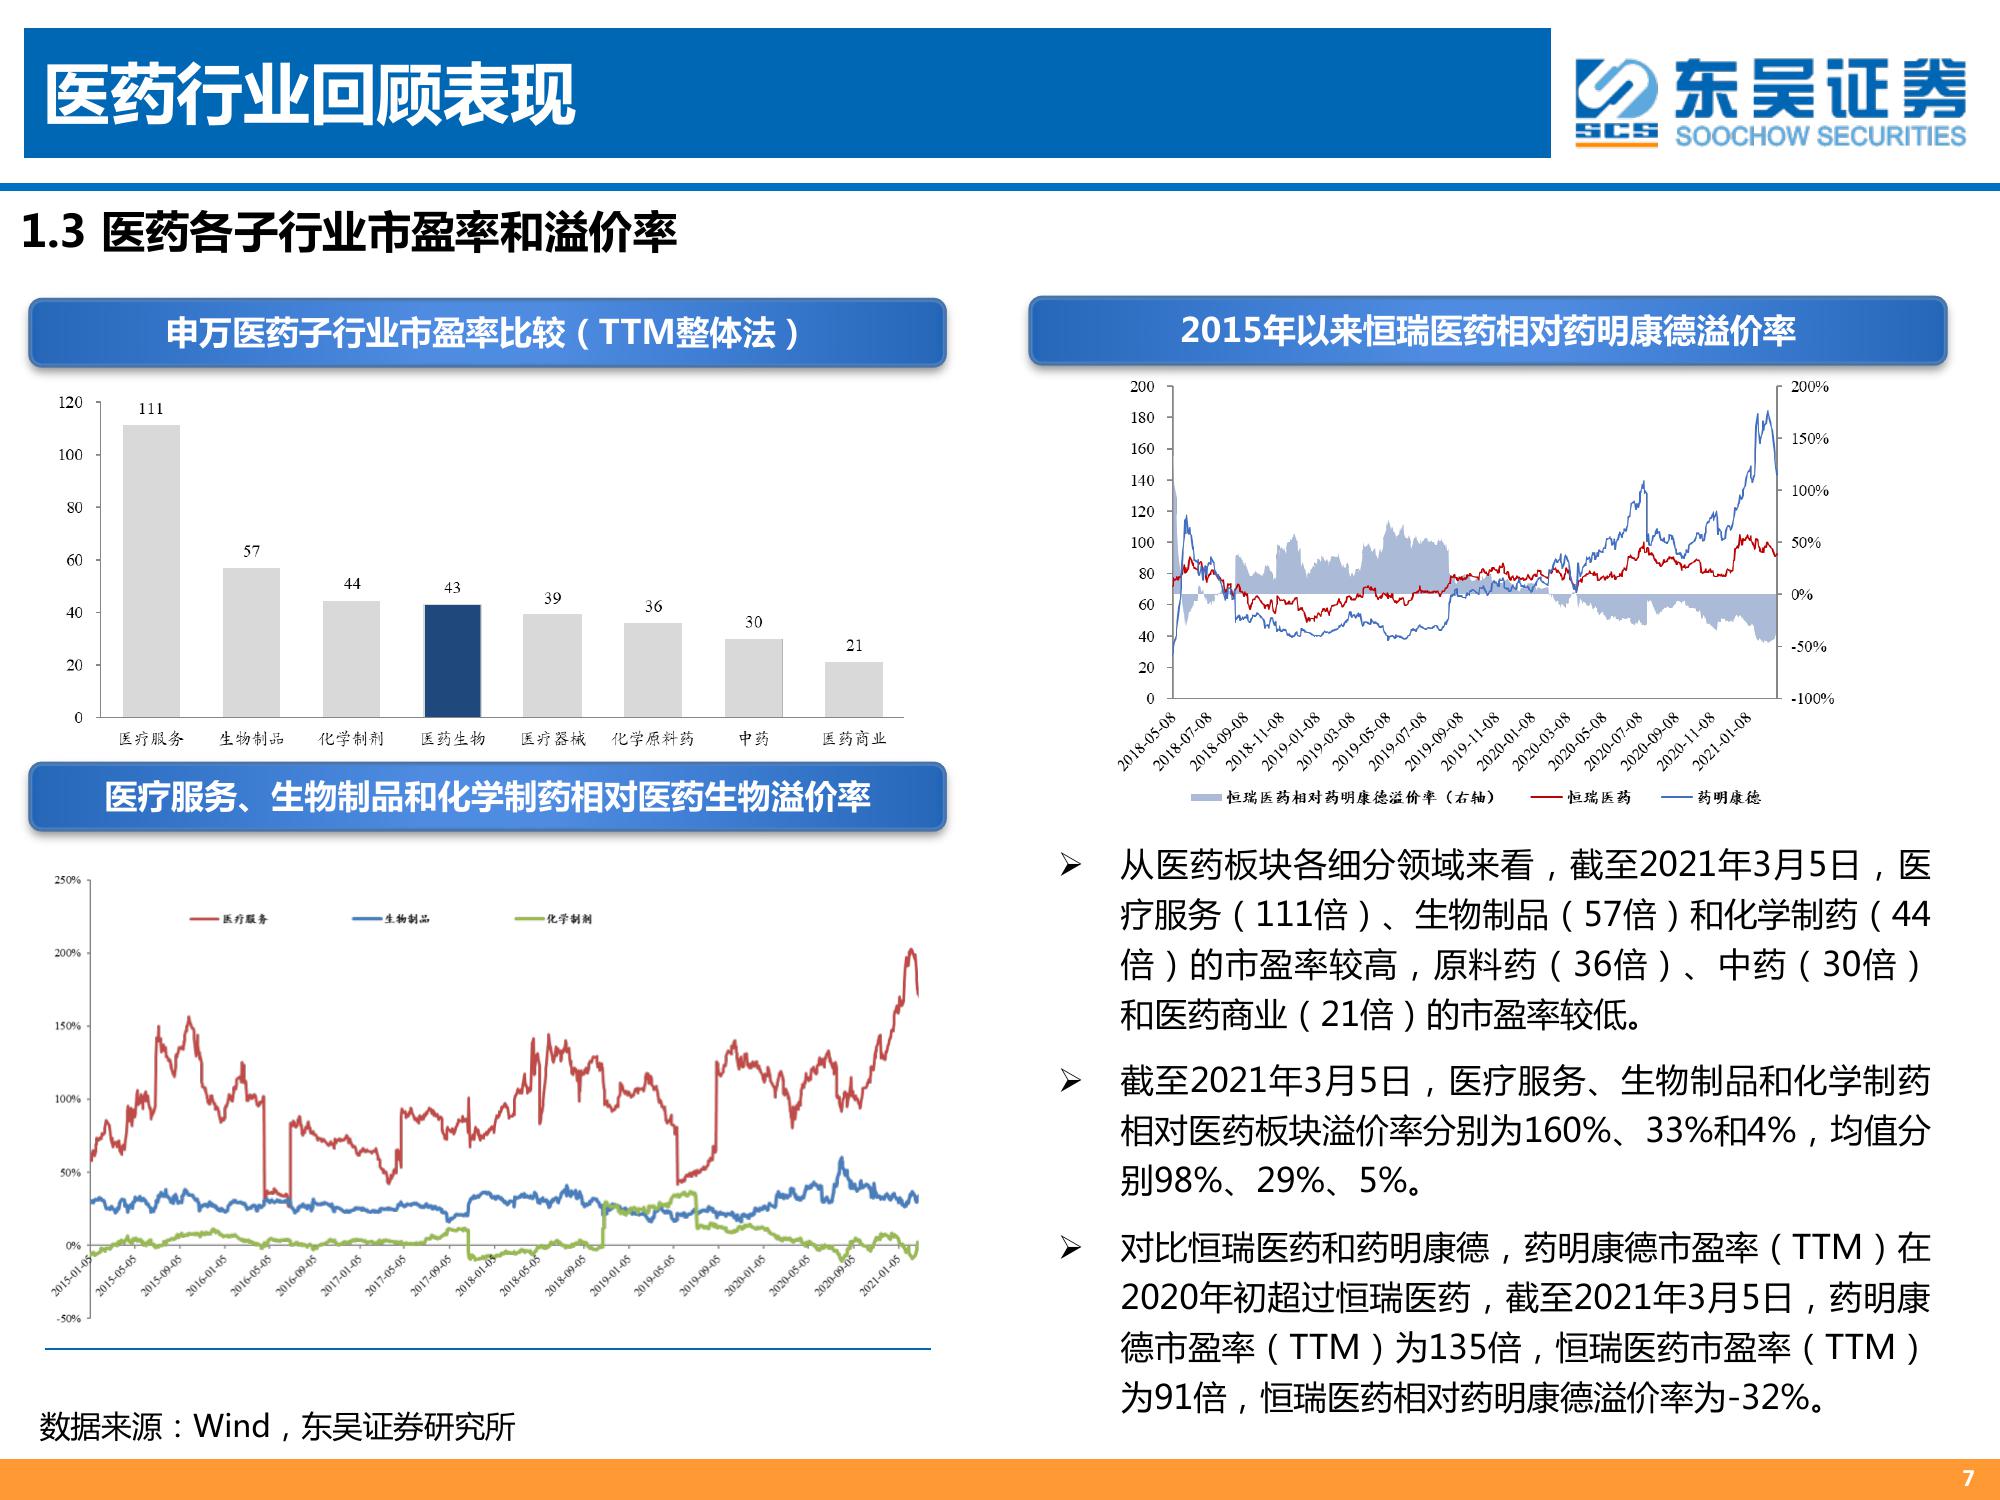 医药行业回顾表现
SCS
东吴证券
SOOCHOW SECURITIES
1.3 医药各子行业市盈率和溢价率
申万医药子行业市盈率比较（TTM整体法）
120
100
80
60
40
20
0
111
57
44
43
39
36
30
21
医疗服务
生物制品
化学制剂
医药生物
医疗器械
化学原料药
中药
医药商业
医疗服务、生物制品和化学制药相对医药生物溢价率
250%
200%
150%
100%
50%
0%
-50%
医疗服务
生物制品
化学制剂
2015-01-05
2015-05-05
2015-09-05
2016-01-05
2016-05-05
2016-09-05
2017-01-05
2017-05-05
2017-09-05
2018-01-05
2018-05-05
2018-09-05
2019-01-05
2019-05-05
2019-09-05
2020-01-05
2020-05-05
2020-09-05
2021-01-05
数据来源：Wind，东吴证券研究所
2015年以来恒瑞医药相对药明康德溢价率
200
180
160
140
120
100
80
60
40
20
0
200%
150%
100%
50%
0%
-50%
-100%
2018-05-08
2018-07-08
2018-09-08
2018-11-08
2019-01-08
2019-03-08
2019-05-08
2019-07-08
2019-09-08
2019-11-08
2020-01-08
2020-03-08
2020-05-08
2020-07-08
2020-09-08
2020-11-08
2021-01-08
恒瑞医药相对药明康德溢价率（右轴）
恒瑞医药
药明康德
从医药板块各细分领域来看，截至2021年3月5日，医
疗服务（111倍）、生物制品（57倍）和化学制药（44
倍）的市盈率较高，原料药（36倍）、中药（30倍）
和医药商业（21倍）的市盈率较低。
截至2021年3月5日，医疗服务、生物制品和化学制药
相对医药板块溢价率分别为160%、33%和4%，均值分
别98%、29%、5%。
对比恒瑞医药和药明康德，药明康德市盈率（TTM）在
2020年初超过恒瑞医药，截至2021年3月5日，药明康
德市盈率（TTM）为135倍，恒瑞医药市盈率（TTM）
为91倍，恒瑞医药相对药明康德溢价率为-32%。
7